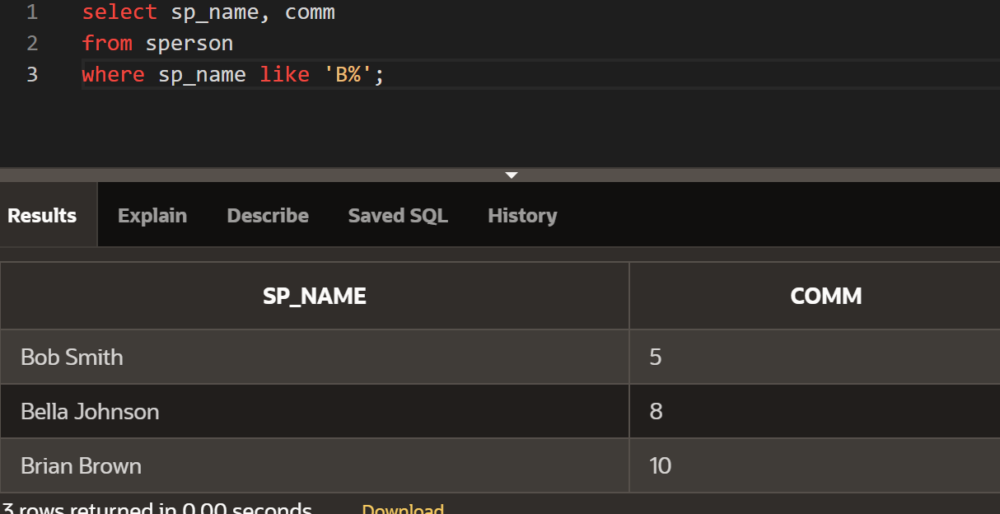 1 select sp_name, comm
2 from sperson
3 where sp_name like 'B%';
Results Explain Describe Saved SQL History
SP_NAME COMM
Bob Smith 5
Bella Johnson 8
Brian Brown 10
3 rows returned in 0.00 seconds Download